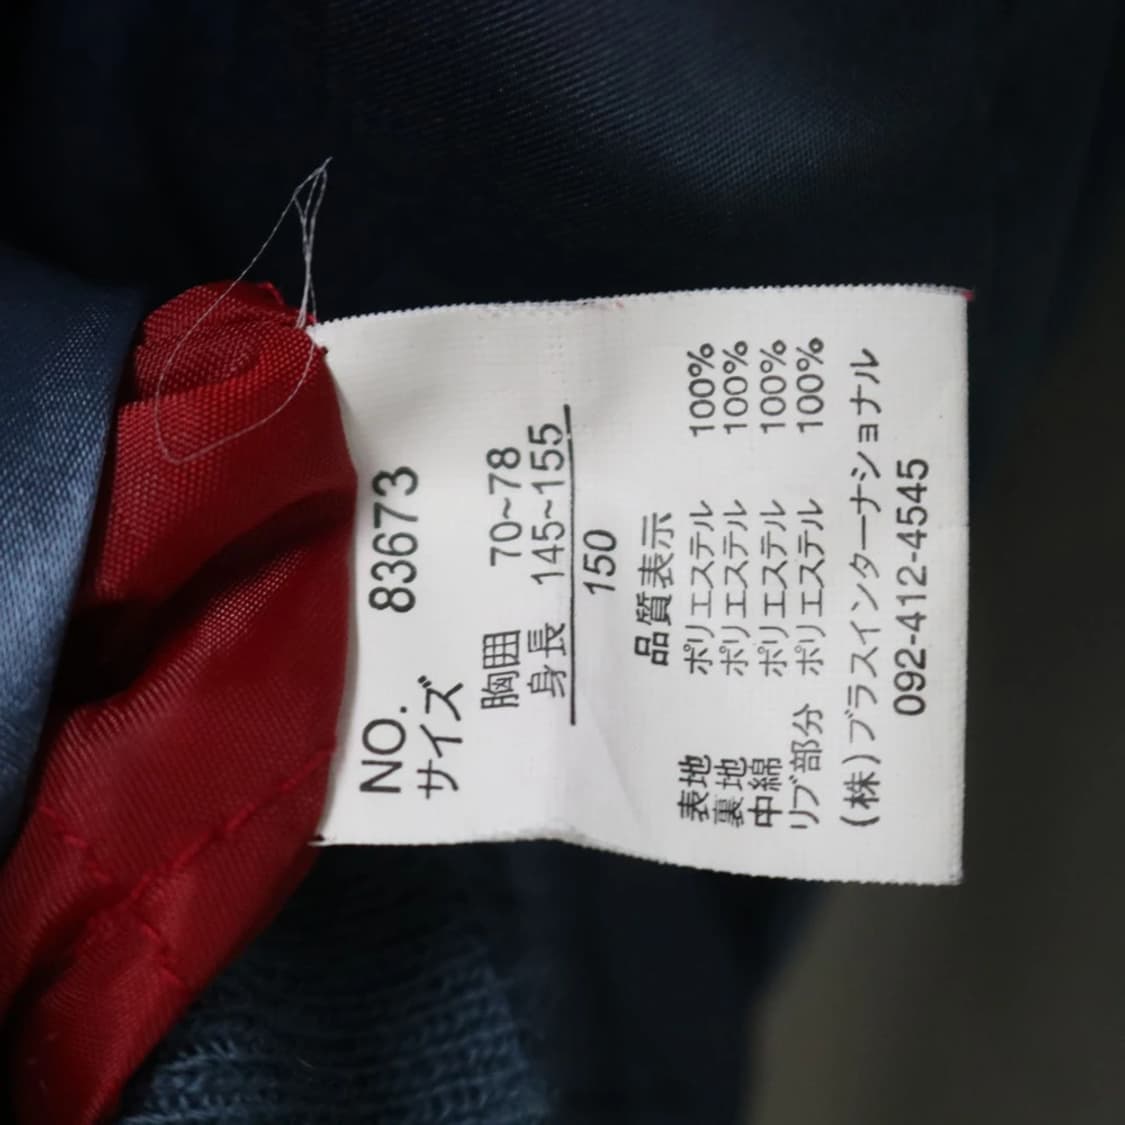 NO. 83673
サイズ
胸囲 70~78
身長 145~155
150
品質表示
表地 ポリエステル 100%
裏地 ポリエステル 100%
中綿 ポリエステル 100%
リブ部分 ポリエステル 100%
(株)ブラスインターナショナル
092-412-4545